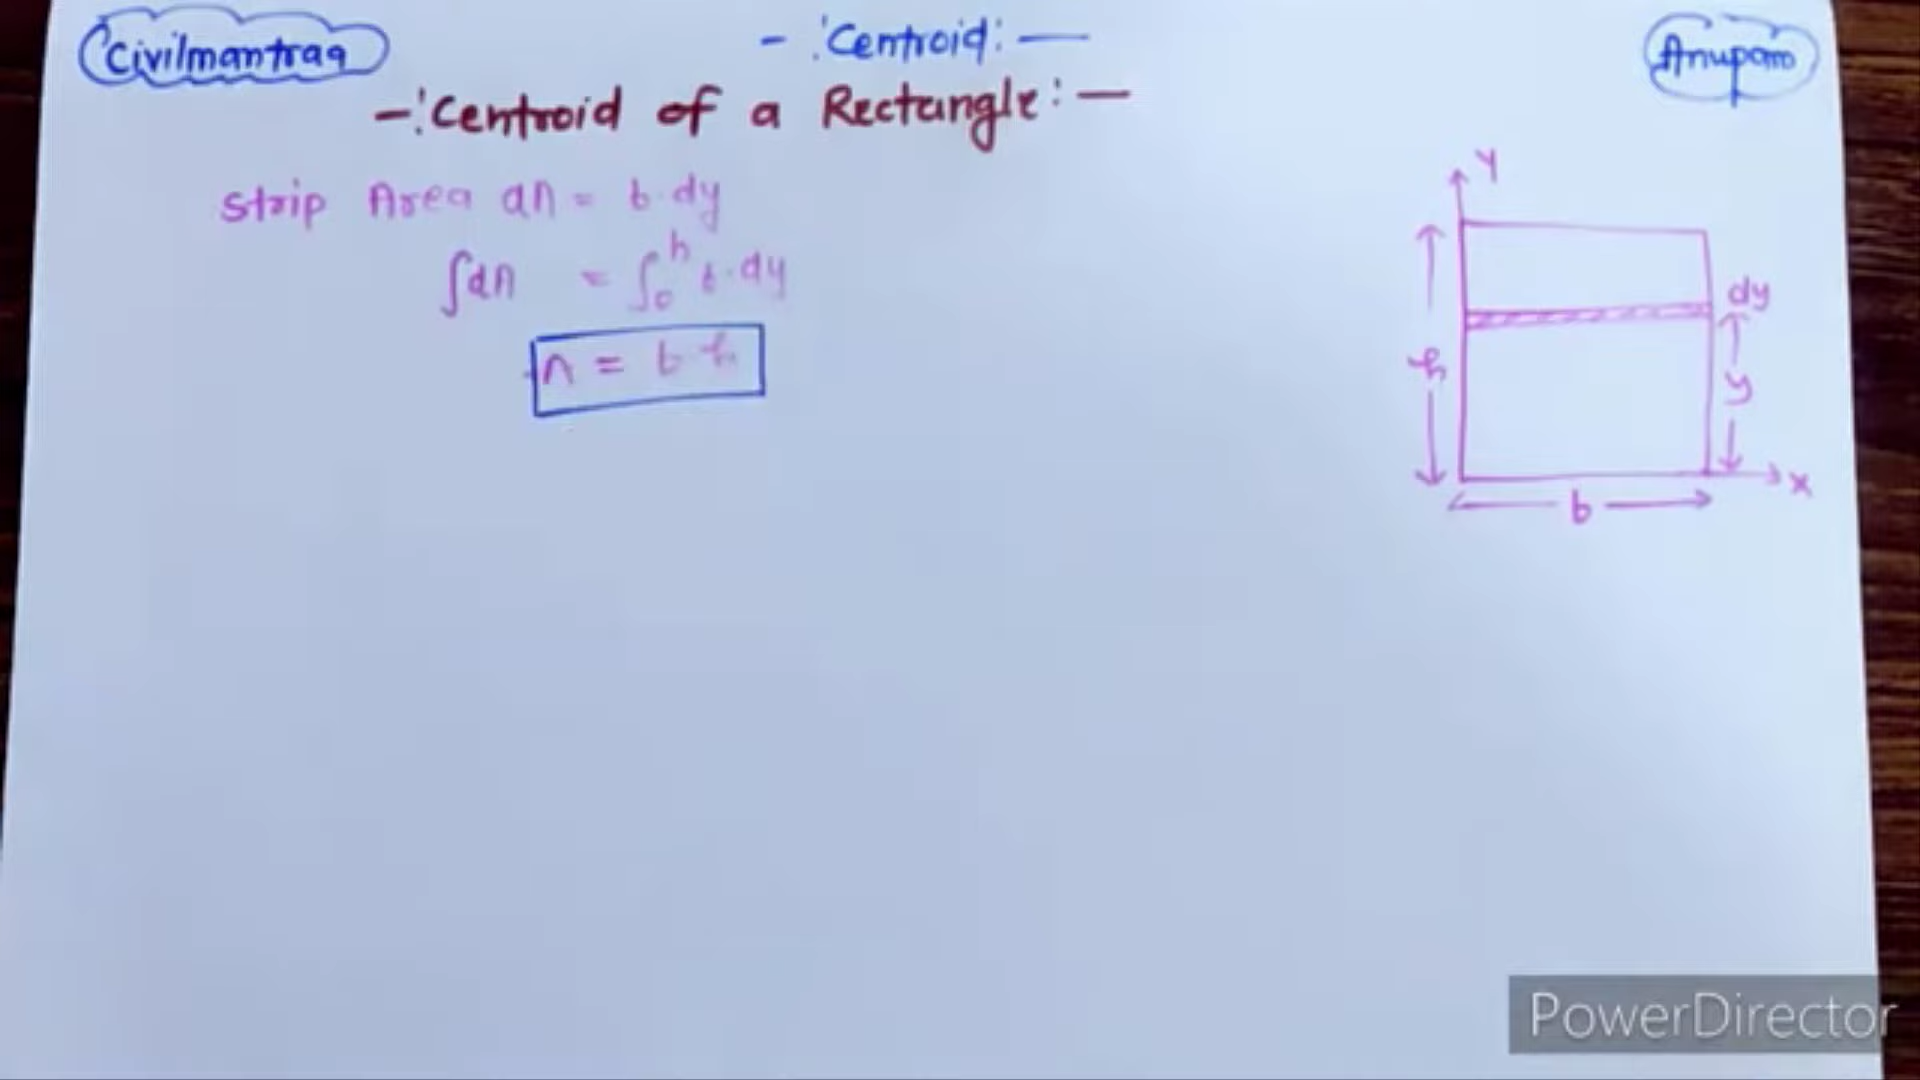 Civilmantraa
-:Centroid:-
Anupam
-:Centroid of a Rectangle:-
Strip Area dA = b.dy
∫dA = ∫₀ʰ b.dy
A = b.h
Y
dy
h
y
x
b
PowerDirector